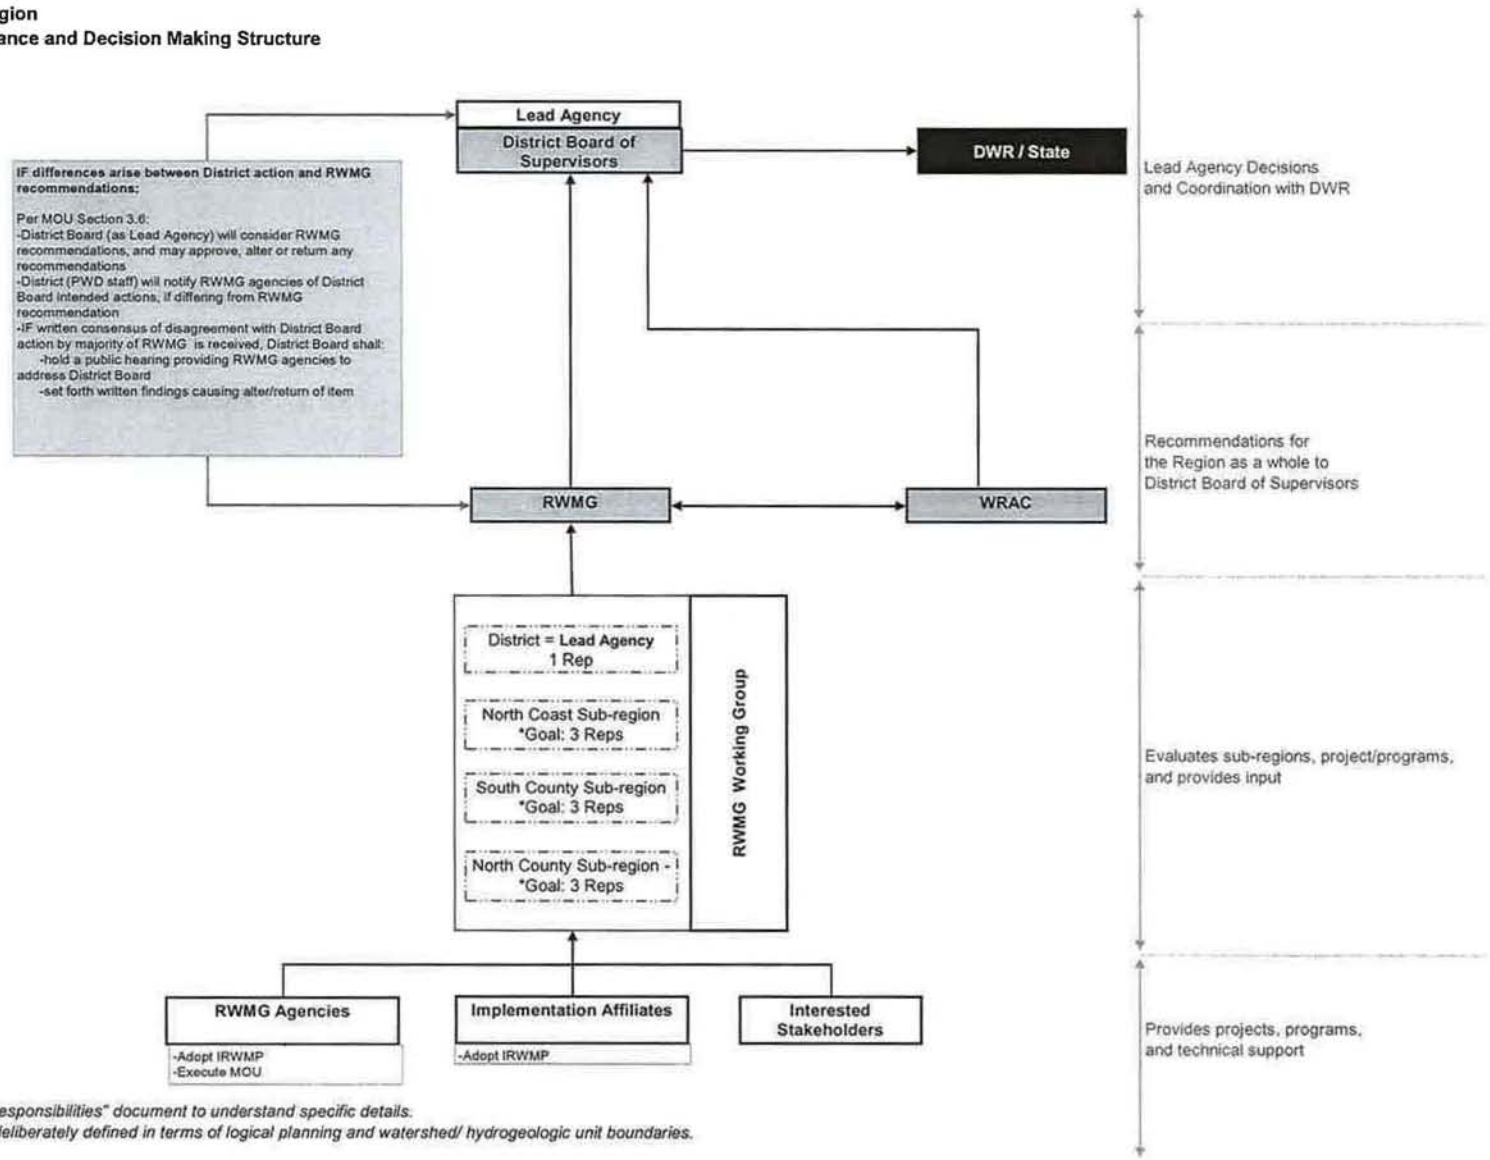 gion
ance and Decision Making Structure
Lead Agency
District Board of
Supervisors
DWR / State
Lead Agency Decisions
and Coordination with DWR
IF differences arise between District action and RWMG
recommendations:
Per MOU Section 3.6:
-District Board (as Lead Agency) will consider RWMG
recommendations, and may approve, alter or return any
recommendations
-District (PWD staff) will notify RWMG agencies of District
Board intended actions, if differing from RWMG
recommendation
-IF written consensus of disagreement with District Board
action by majority of RWMG is received, District Board shall:
-hold a public hearing providing RWMG agencies to
address District Board
-set forth written findings causing alter/return of item
RWMG
WRAC
Recommendations for
the Region as a whole to
District Board of Supervisors
District = Lead Agency
1 Rep
North Coast Sub-region
*Goal: 3 Reps
South County Sub-region
*Goal: 3 Reps
North County Sub-region -
*Goal: 3 Reps
RWMG Working Group
Evaluates sub-regions, project/programs,
and provides input
RWMG Agencies
-Adopt IRWMP
-Execute MOU
Implementation Affiliates
-Adopt IRWMP
Interested
Stakeholders
Provides projects, programs,
and technical support
esponsibilities" document to understand specific details.
deliberately defined in terms of logical planning and watershed/ hydrogeologic unit boundaries.